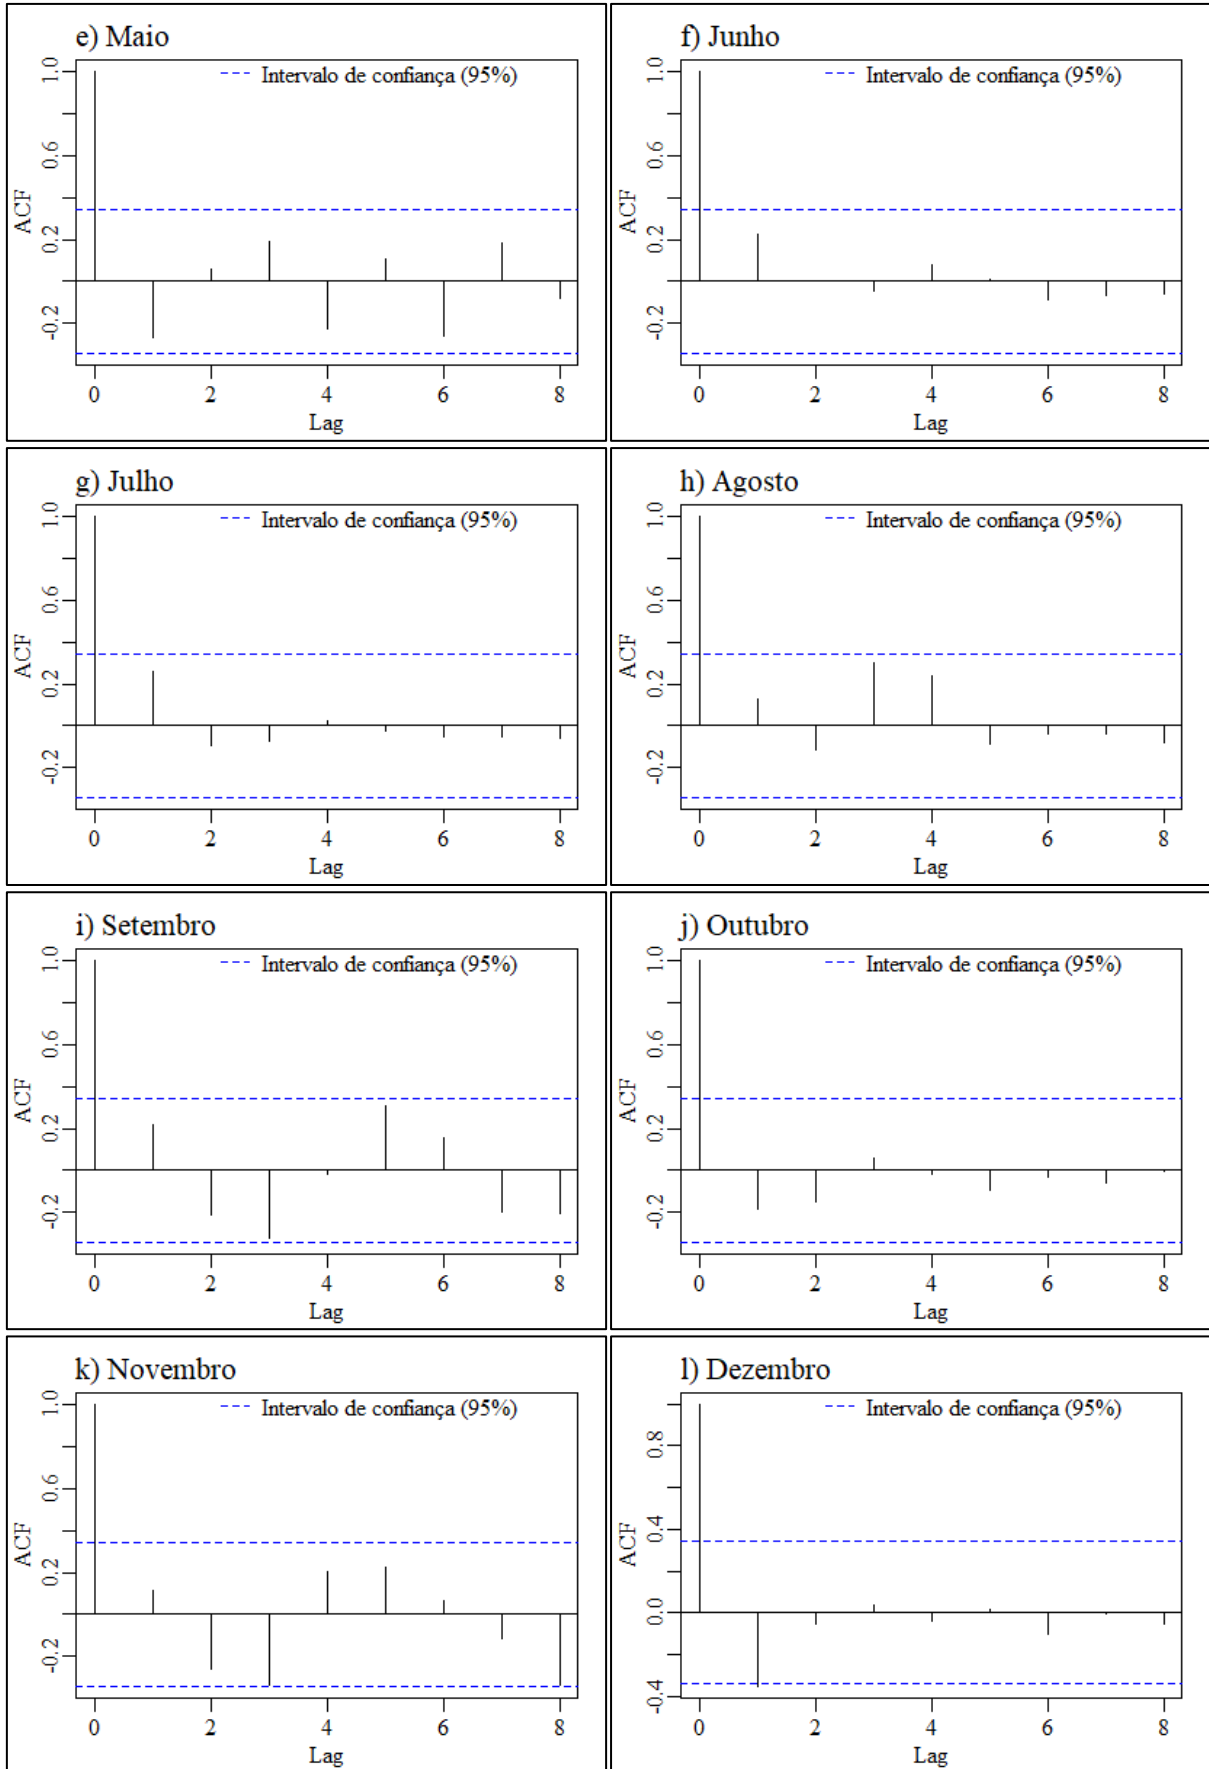 e) Maio
Intervalo de confiança (95%)
ACF
1.0
0.6
0.2
-0.2
0 2 4 6 8
Lag
f) Junho
Intervalo de confiança (95%)
ACF
1.0
0.6
0.2
-0.2
0 2 4 6 8
Lag
g) Julho
Intervalo de confiança (95%)
ACF
1.0
0.6
0.2
-0.2
0 2 4 6 8
Lag
h) Agosto
Intervalo de confiança (95%)
ACF
1.0
0.6
0.2
-0.2
0 2 4 6 8
Lag
i) Setembro
Intervalo de confiança (95%)
ACF
1.0
0.6
0.2
-0.2
0 2 4 6 8
Lag
j) Outubro
Intervalo de confiança (95%)
ACF
1.0
0.6
0.2
-0.2
0 2 4 6 8
Lag
k) Novembro
Intervalo de confiança (95%)
ACF
1.0
0.6
0.2
-0.2
0 2 4 6 8
Lag
l) Dezembro
Intervalo de confiança (95%)
ACF
0.8
0.4
0.0
-0.4
0 2 4 6 8
Lag